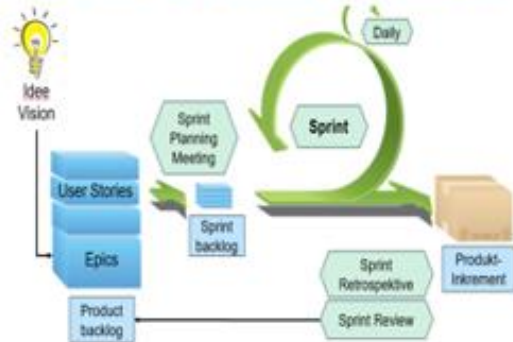 Idee
Vision
Daily
Sprint
Planning
Meeting
Sprint
User Stories
Sprint
backlog
Epics
Produkt-
Inkrement
Sprint
Retrospektive
Product
backlog
Sprint Review